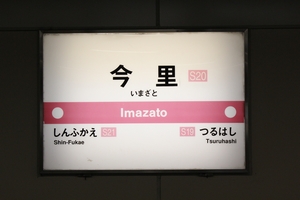 今里 S20
いまざと
Imazato
しんふかえ S21 S19 つるはし
Shin-Fukae Tsuruhashi